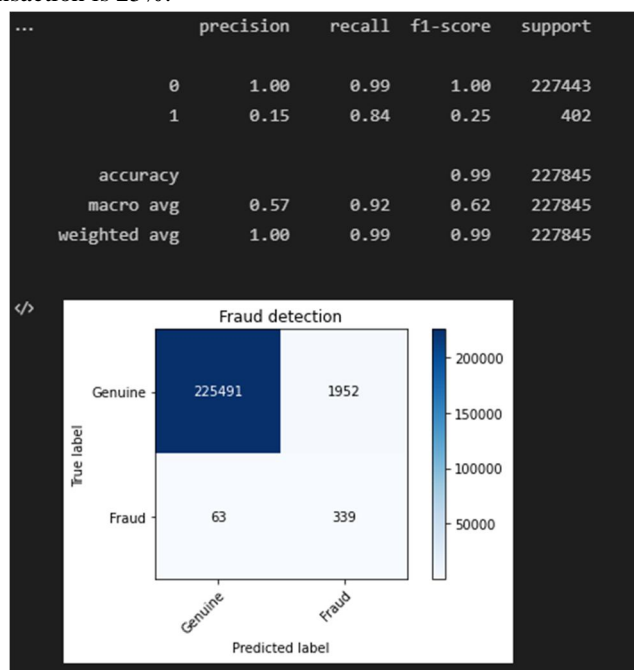 nsaction is 25%.
... precision recall f1-score support
0 1.00 0.99 1.00 227443
1 0.15 0.84 0.25 402
accuracy 0.99 227845
macro avg 0.57 0.92 0.62 227845
weighted avg 1.00 0.99 0.99 227845
</>
Fraud detection
Genuine 225491 1952
Fraud 63 339
True label
200000
150000
100000
50000
Genuine Fraud
Predicted label